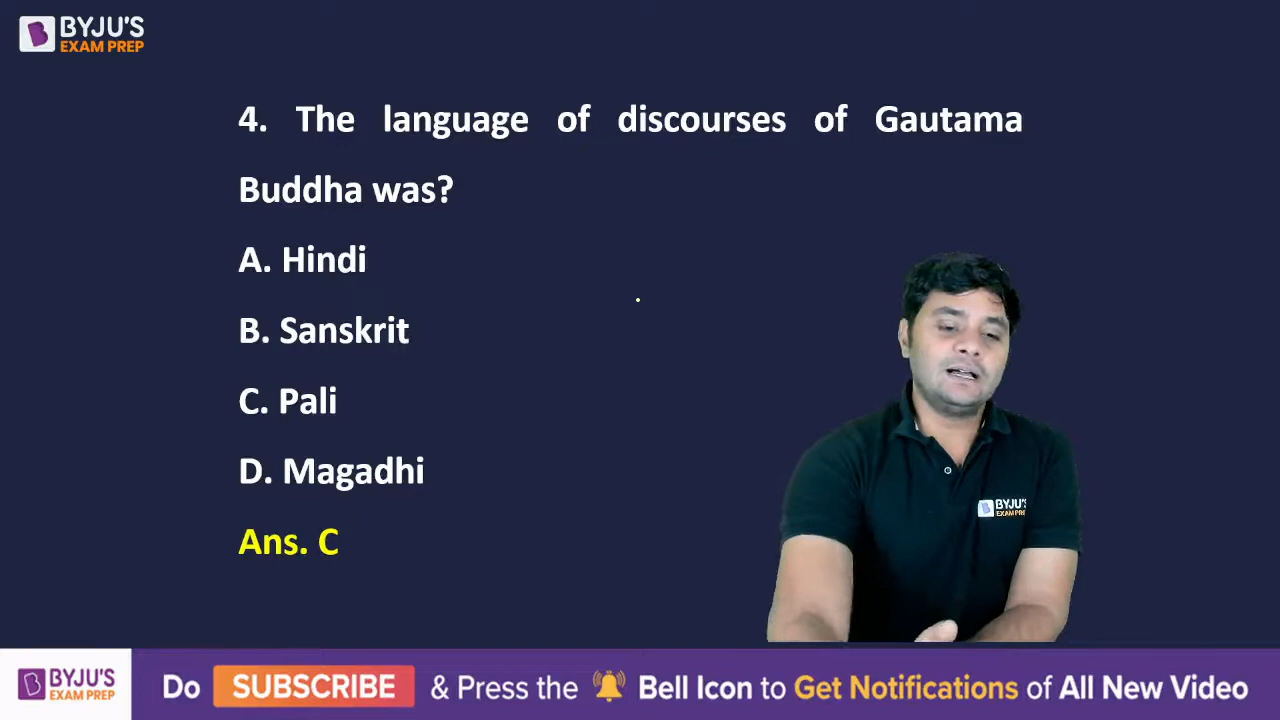 BYJU'S
EXAM PREP
4. The language of discourses of Gautama
Buddha was?
A. Hindi
B. Sanskrit
C. Pali
D. Magadhi
Ans. C
BYJU'S
EXAM PREP
BYJU'S
EXAM PREP
Do SUBSCRIBE & Press the Bell Icon to Get Notifications of All New Video